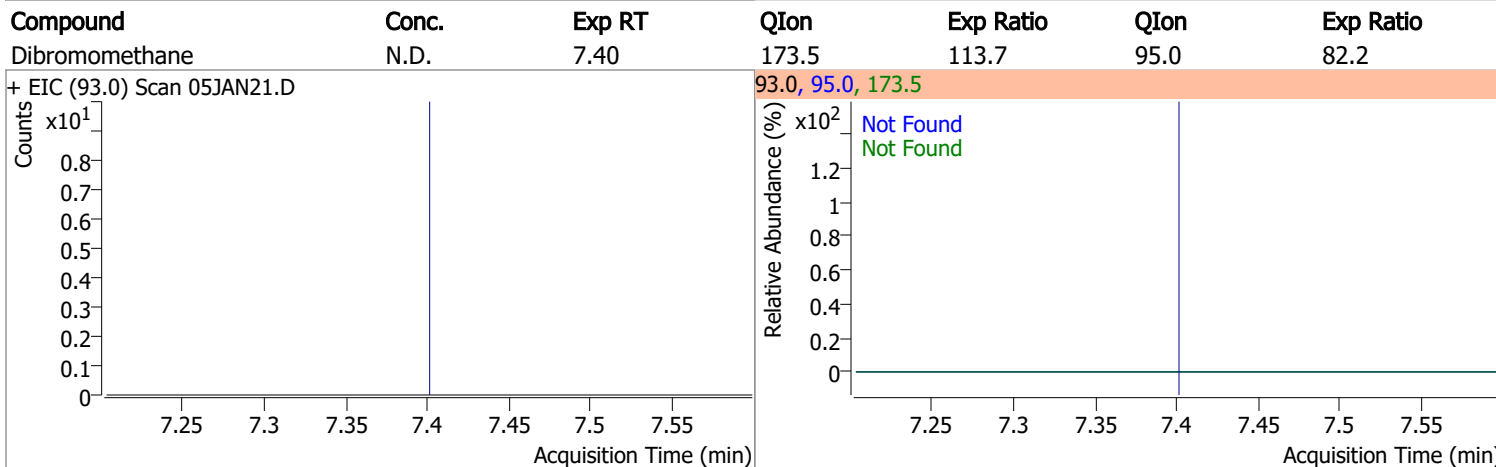 Compound Conc. Exp RT QIon Exp Ratio QIon Exp Ratio
Dibromomethane N.D. 7.40 173.5 113.7 95.0 82.2
+ EIC (93.0) Scan 05JAN21.D
Counts
x10¹
0.8
0.7
0.6
0.5
0.4
0.3
0.2
0.1
0
7.25 7.3 7.35 7.4 7.45 7.5 7.55
Acquisition Time (min)
93.0, 95.0, 173.5
Relative Abundance (%)
x10²
Not Found
Not Found
1.2
1
0.8
0.6
0.4
0.2
0
7.25 7.3 7.35 7.4 7.45 7.5 7.55
Acquisition Time (min)